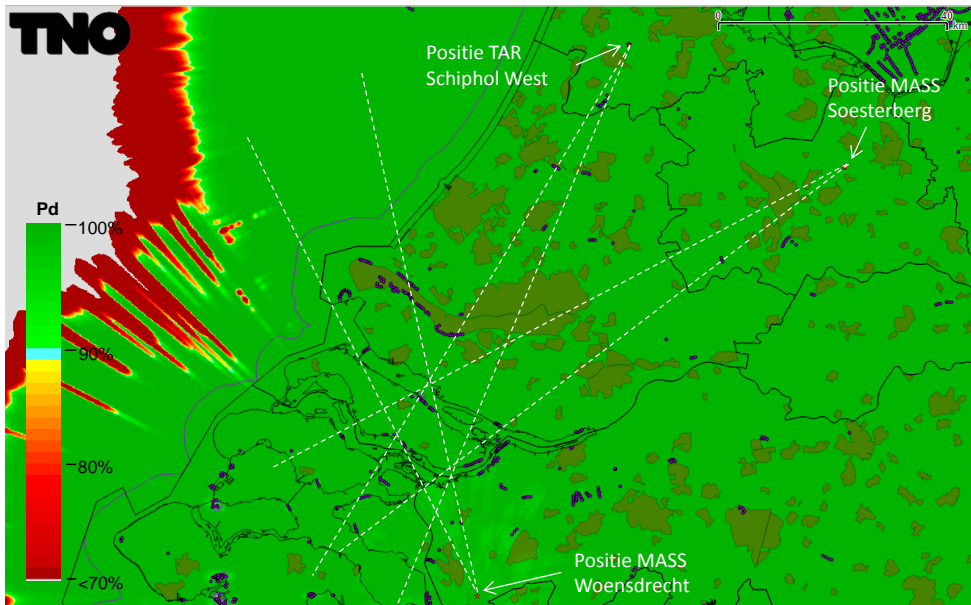 TNO
0
40
km
Positie TAR
Schiphol West
Positie MASS
Soesterberg
Pd
100%
90%
80%
<70%
Positie MASS
Woensdrecht